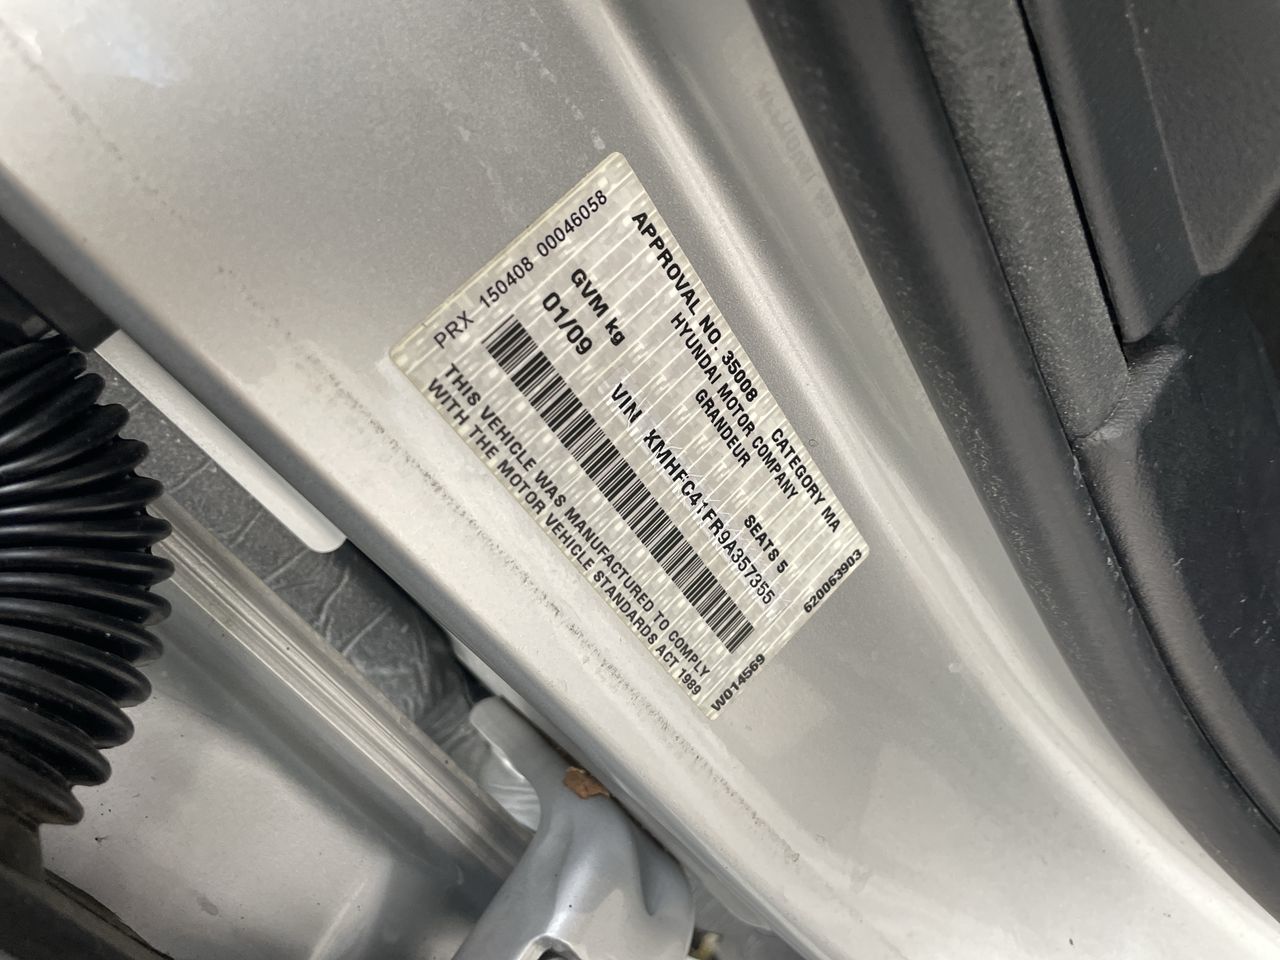 APPROVAL NO. 35008 CATEGORY MA
HYUNDAI MOTOR COMPANY
GRANDEUR
GVM kg SEATS 5
01/09 VIN KMHFC41FR9A357355
THIS VEHICLE WAS MANUFACTURED TO COMPLY
WITH THE MOTOR VEHICLE STANDARDS ACT 1989
PRX 150408 00046058
620063903
W014569